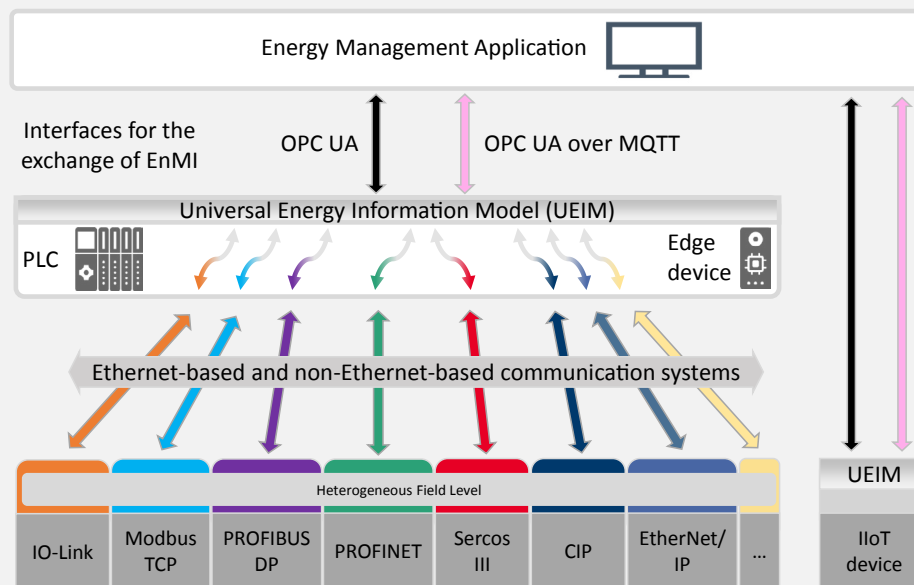 Energy Management Application
Interfaces for the
exchange of EnMI
OPC UA
OPC UA over MQTT
Universal Energy Information Model (UEIM)
PLC
Edge
device
Ethernet-based and non-Ethernet-based communication systems
Heterogeneous Field Level
IO-Link
Modbus
TCP
PROFIBUS
DP
PROFINET
Sercos
III
CIP
EtherNet/
IP
...
UEIM
IIoT
device